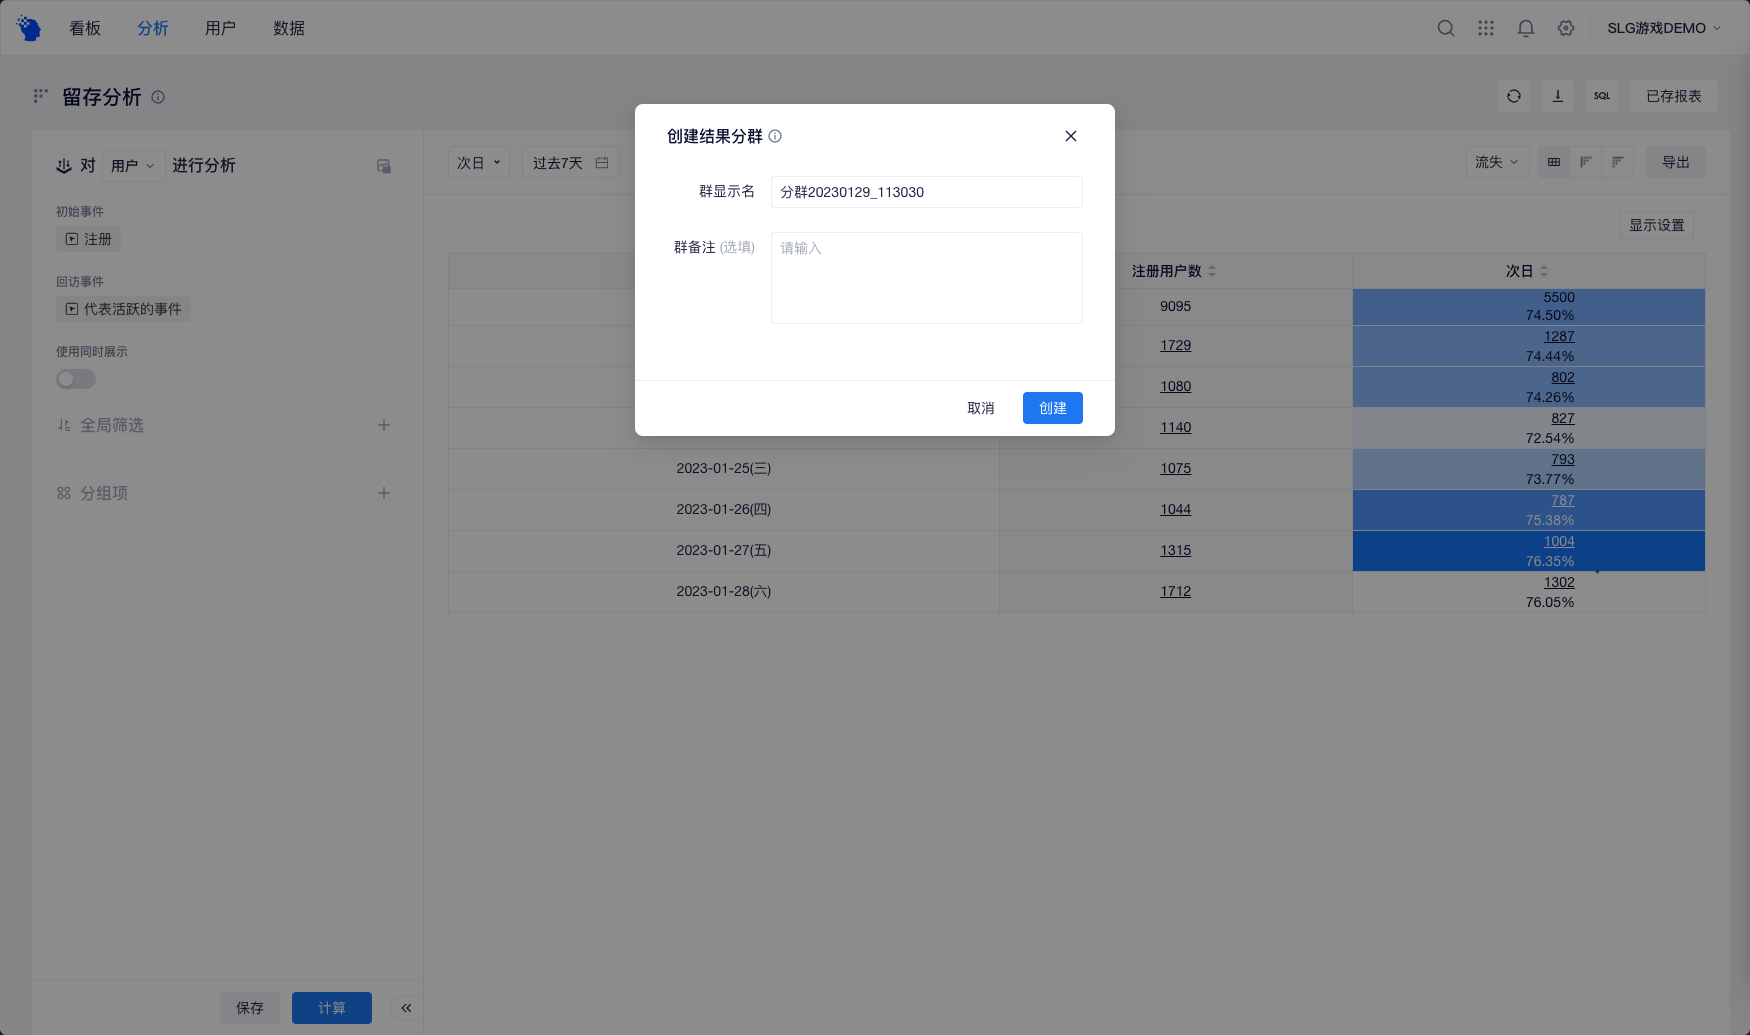 看板 分析 用户 数据 SLG游戏DEMO
留存分析 SQL 已存报表
创建结果分群
群显示名 分群20230129_113030
群备注 (选填) 请输入
取消 创建
对 用户 进行分析
初始事件
注册
回访事件
代表活跃的事件
使用同时展示
全局筛选
分组项
保存 计算
次日 过去7天 流失 导出
显示设置
注册用户数 次日
9095 5500
74.50%
1729 1287
74.44%
1080 802
74.26%
1140 827
72.54%
2023-01-25(三) 1075 793
73.77%
2023-01-26(四) 1044 787
75.38%
2023-01-27(五) 1315 1004
76.35%
2023-01-28(六) 1712 1302
76.05%